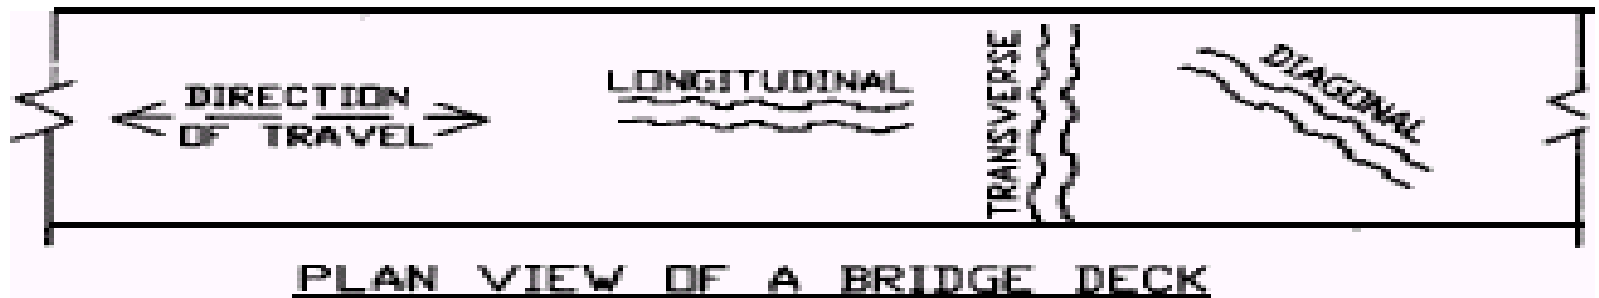 DIRECTION
OF TRAVEL
LONGITUDINAL
TRANSVERSE
DIAGONAL
PLAN VIEW OF A BRIDGE DECK